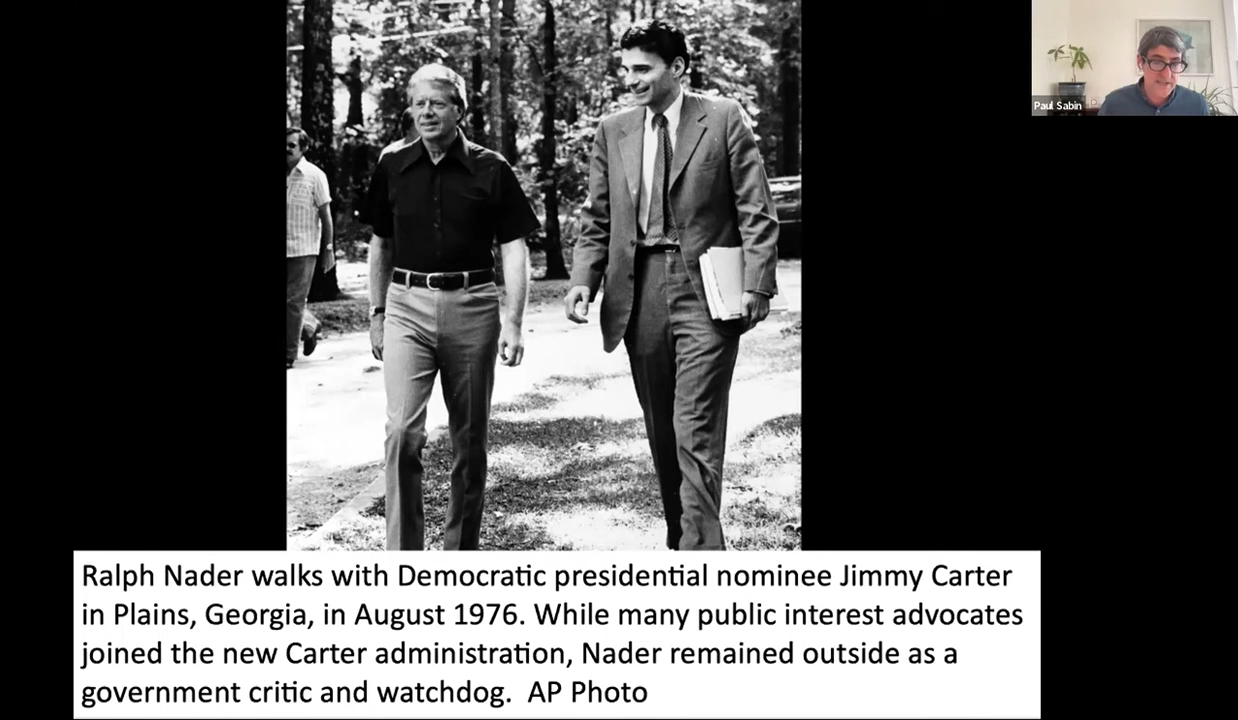 Paul Sabin
Ralph Nader walks with Democratic presidential nominee Jimmy Carter
in Plains, Georgia, in August 1976. While many public interest advocates
joined the new Carter administration, Nader remained outside as a
government critic and watchdog.  AP Photo